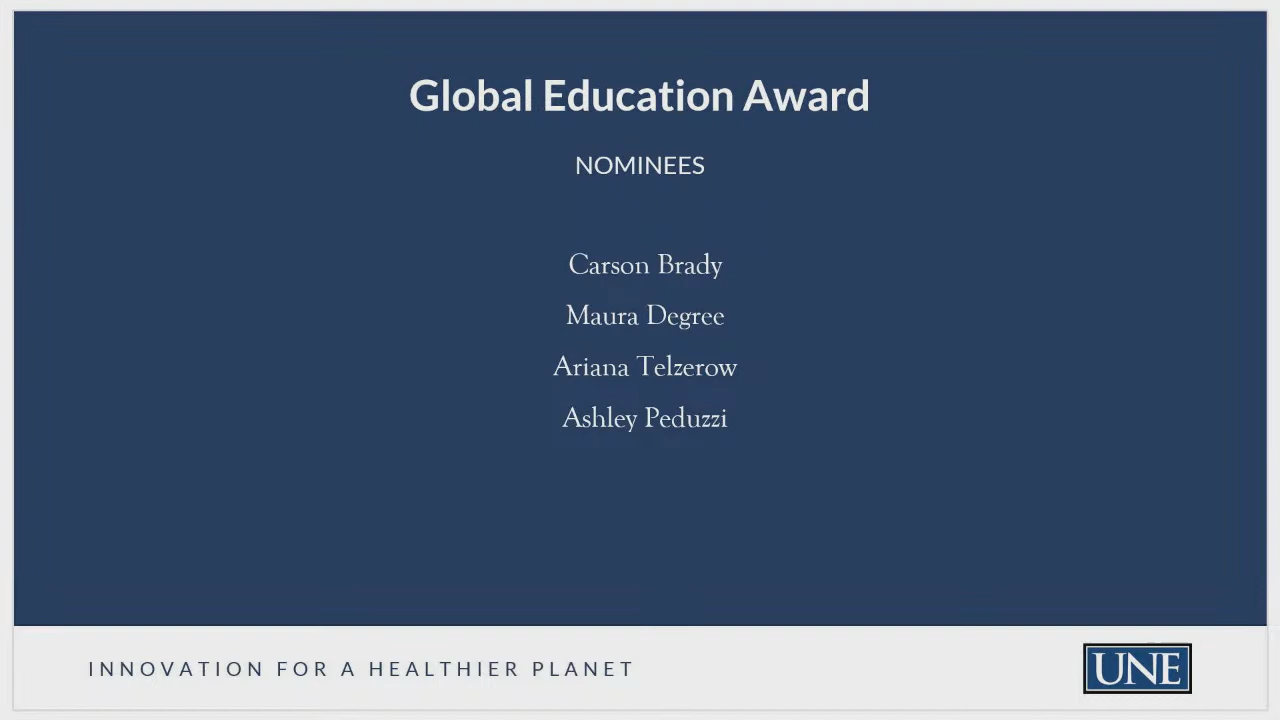 Global Education Award
NOMINEES
Carson Brady
Maura Degree
Ariana Telzerow
Ashley Peduzzi
INNOVATION FOR A HEALTHIER PLANET
UNE